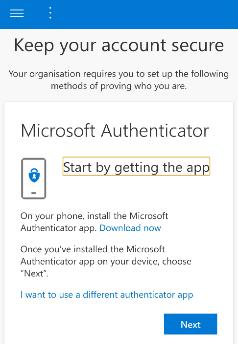 Keep your account secure
Your organisation requires you to set up the following
methods of proving who you are.
Microsoft Authenticator
Start by getting the app
On your phone, install the Microsoft
Authenticator app. Download now
Once you've installed the Microsoft
Authenticator app on your device, choose
"Next".
I want to use a different authenticator app
Next